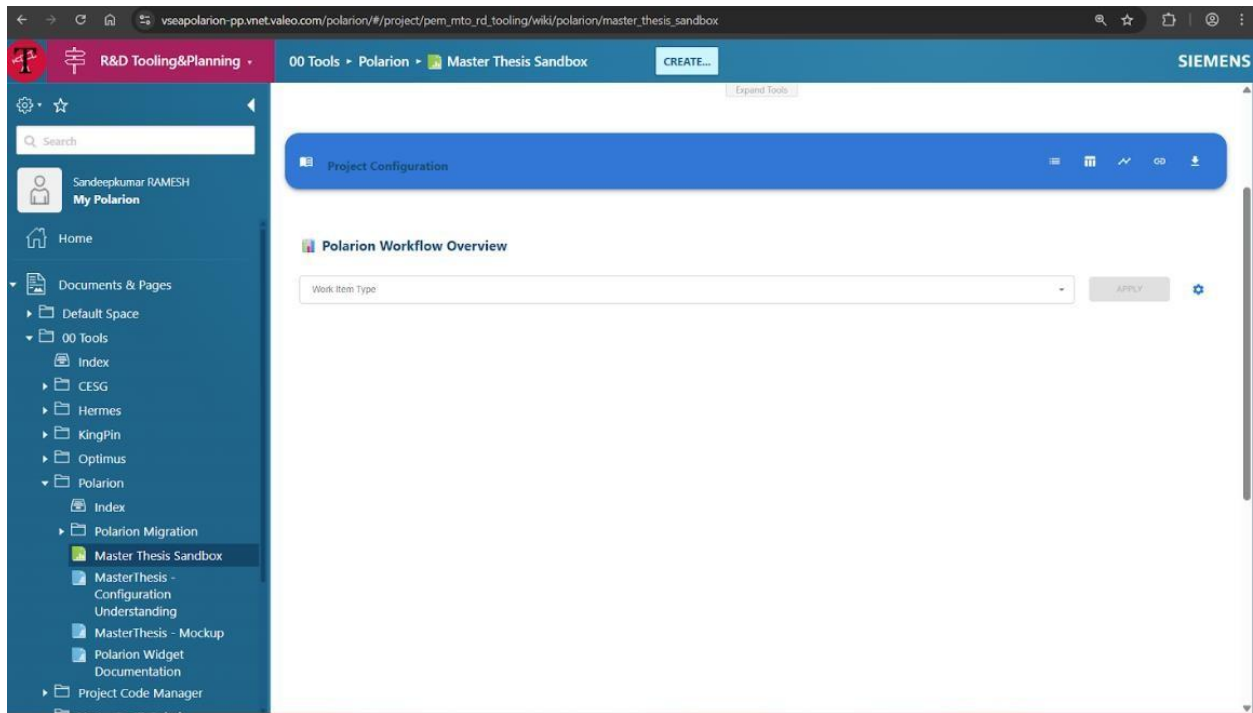 vseapolarion-pp.vnet.valeo.com/polarion/#/project/pem_mto_rd_tooling/wiki/polarion/master_thesis_sandbox
R&D Tooling&Planning
00 Tools ▸ Polarion ▸ Master Thesis Sandbox
CREATE...
SIEMENS
Expand Tools
Search
Sandeepkumar RAMESH
My Polarion
Home
Documents & Pages
Default Space
00 Tools
Index
CESG
Hermes
KingPin
Optimus
Polarion
Index
Polarion Migration
Master Thesis Sandbox
MasterThesis -
Configuration
Understanding
MasterThesis - Mockup
Polarion Widget
Documentation
Project Code Manager
Project Configuration
Polarion Workflow Overview
Work Item Type
APPLY